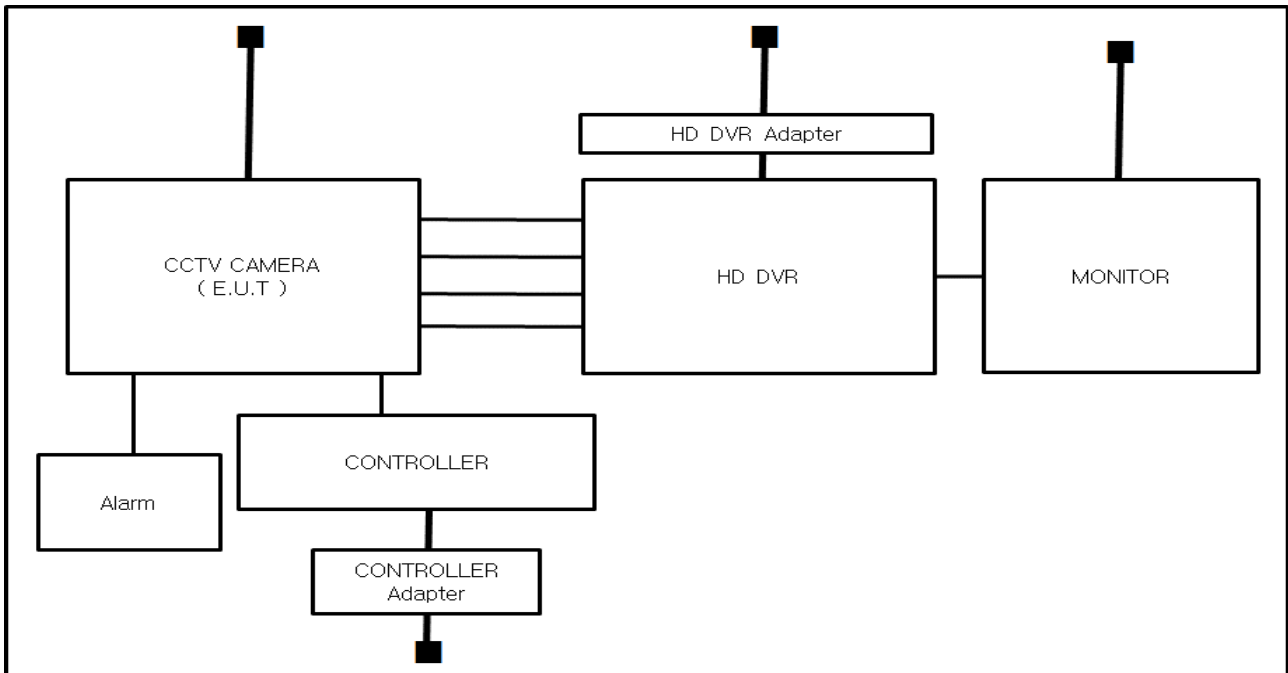 HD DVR Adapter
CCTV CAMERA
( E.U.T )
HD DVR
MONITOR
CONTROLLER
Alarm
CONTROLLER
Adapter